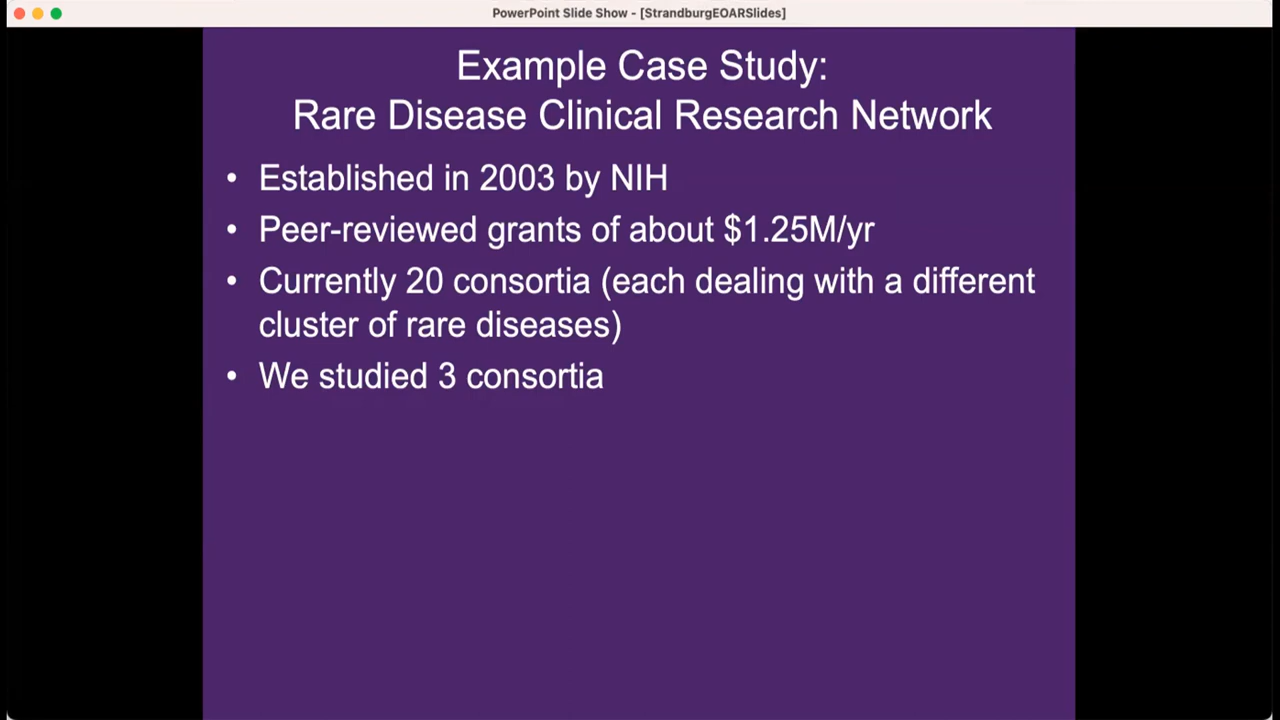 PowerPoint Slide Show - [StrandburgEOARSlides]
Example Case Study:
Rare Disease Clinical Research Network
• Established in 2003 by NIH
• Peer-reviewed grants of about $1.25M/yr
• Currently 20 consortia (each dealing with a different
cluster of rare diseases)
• We studied 3 consortia